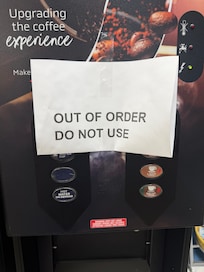 Upgrading
the coffee
experience
Make
OUT OF ORDER
DO NOT USE